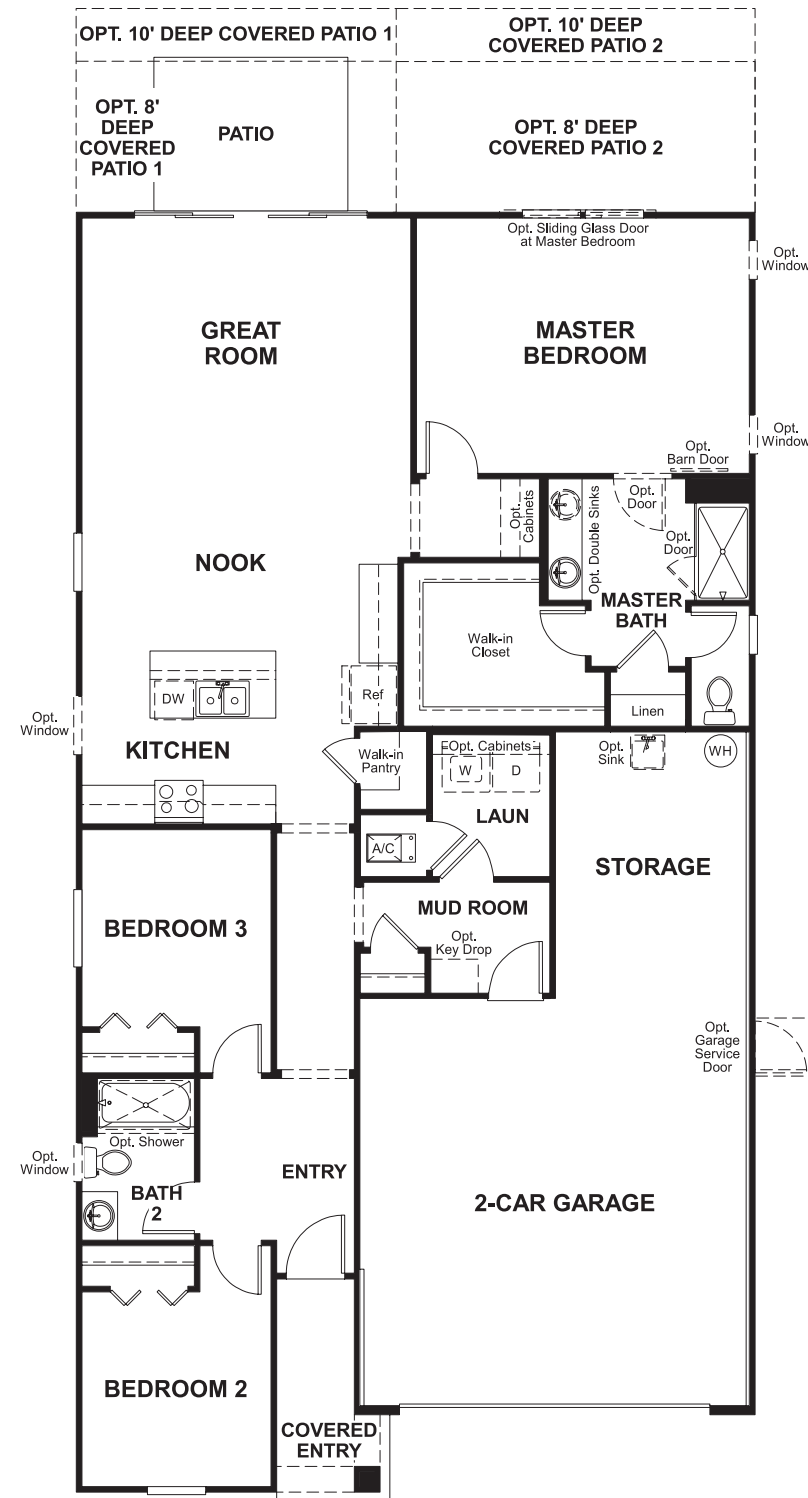 OPT. 10' DEEP COVERED PATIO 1
OPT. 10' DEEP
COVERED PATIO 2
OPT. 8'
DEEP
COVERED
PATIO 1
PATIO
OPT. 8' DEEP
COVERED PATIO 2
Opt. Sliding Glass Door
at Master Bedroom
Opt.
Window
GREAT
ROOM
MASTER
BEDROOM
Opt.
Window
Opt.
Barn Door
Opt.
Cabinets
Opt. Double Sinks
Opt.
Door
Opt.
Door
NOOK
MASTER
BATH
Walk-in
Closet
DW
Ref
Linen
Opt.
Window
KITCHEN
Walk-in
Pantry
Opt. Cabinets
W
D
Opt.
Sink
WH
LAUN
A/C
STORAGE
BEDROOM 3
MUD ROOM
Opt.
Key Drop
Opt.
Garage
Service
Door
Opt. Shower
Opt.
Window
BATH
2
ENTRY
2-CAR GARAGE
BEDROOM 2
COVERED
ENTRY